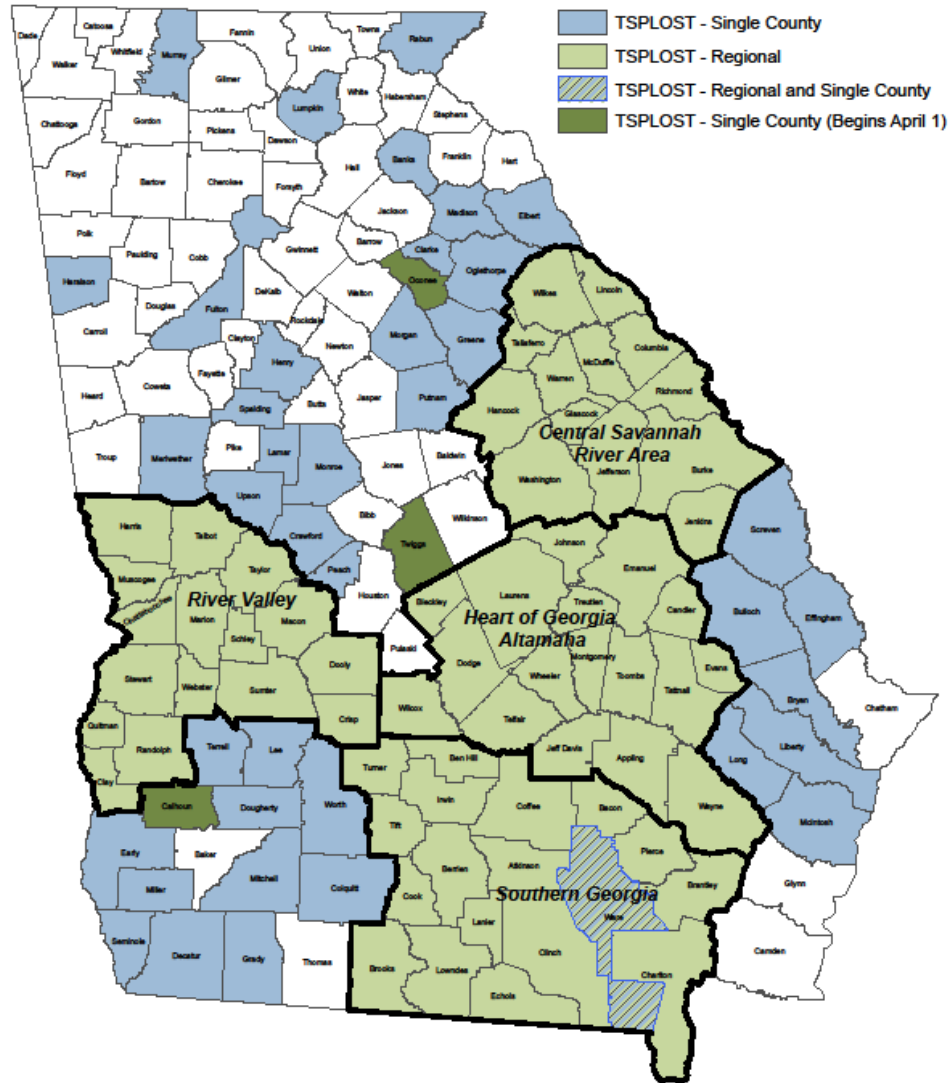 TSPLOST - Single County
TSPLOST - Regional
TSPLOST - Regional and Single County
TSPLOST - Single County (Begins April 1)
Dade
Catoosa
Whitfield
Murray
Fannin
Union
Towns
Rabun
Walker
Gilmer
Lumpkin
White
Habersham
Stephens
Chattooga
Gordon
Pickens
Dawson
Hall
Banks
Franklin
Hart
Floyd
Bartow
Cherokee
Forsyth
Jackson
Madison
Elbert
Polk
Paulding
Cobb
Gwinnett
Barrow
Clarke
Oconee
Oglethorpe
Haralson
Douglas
Fulton
DeKalb
Walton
Wilkes
Lincoln
Carroll
Clayton
Rockdale
Newton
Morgan
Greene
Taliaferro
Columbia
McDuffie
Heard
Coweta
Fayette
Henry
Butts
Jasper
Putnam
Warren
Richmond
Spalding
Hancock
Glascock
Central Savannah
River Area
Troup
Meriwether
Pike
Lamar
Monroe
Jones
Baldwin
Washington
Jefferson
Burke
Upson
Bibb
Wilkinson
Jenkins
Screven
Harris
Talbot
Crawford
Peach
Twiggs
Johnson
Emanuel
Muscogee
Taylor
Houston
Bleckley
Laurens
Treutlen
Candler
Bulloch
Effingham
Chattahoochee
Marion
River Valley
Macon
Schley
Heart of Georgia
Altamaha
Pulaski
Dooly
Dodge
Montgomery
Wheeler
Toombs
Evans
Tattnall
Bryan
Chatham
Stewart
Webster
Sumter
Crisp
Wilcox
Telfair
Liberty
Long
Quitman
Randolph
Terrell
Lee
Turner
Ben Hill
Jeff Davis
Appling
Wayne
McIntosh
Clay
Calhoun
Dougherty
Worth
Irwin
Coffee
Bacon
Early
Baker
Tift
Pierce
Miller
Mitchell
Colquitt
Berrien
Atkinson
Brantley
Glynn
Cook
Southern Georgia
Ware
Lanier
Clinch
Camden
Seminole
Decatur
Grady
Thomas
Brooks
Lowndes
Echols
Charlton